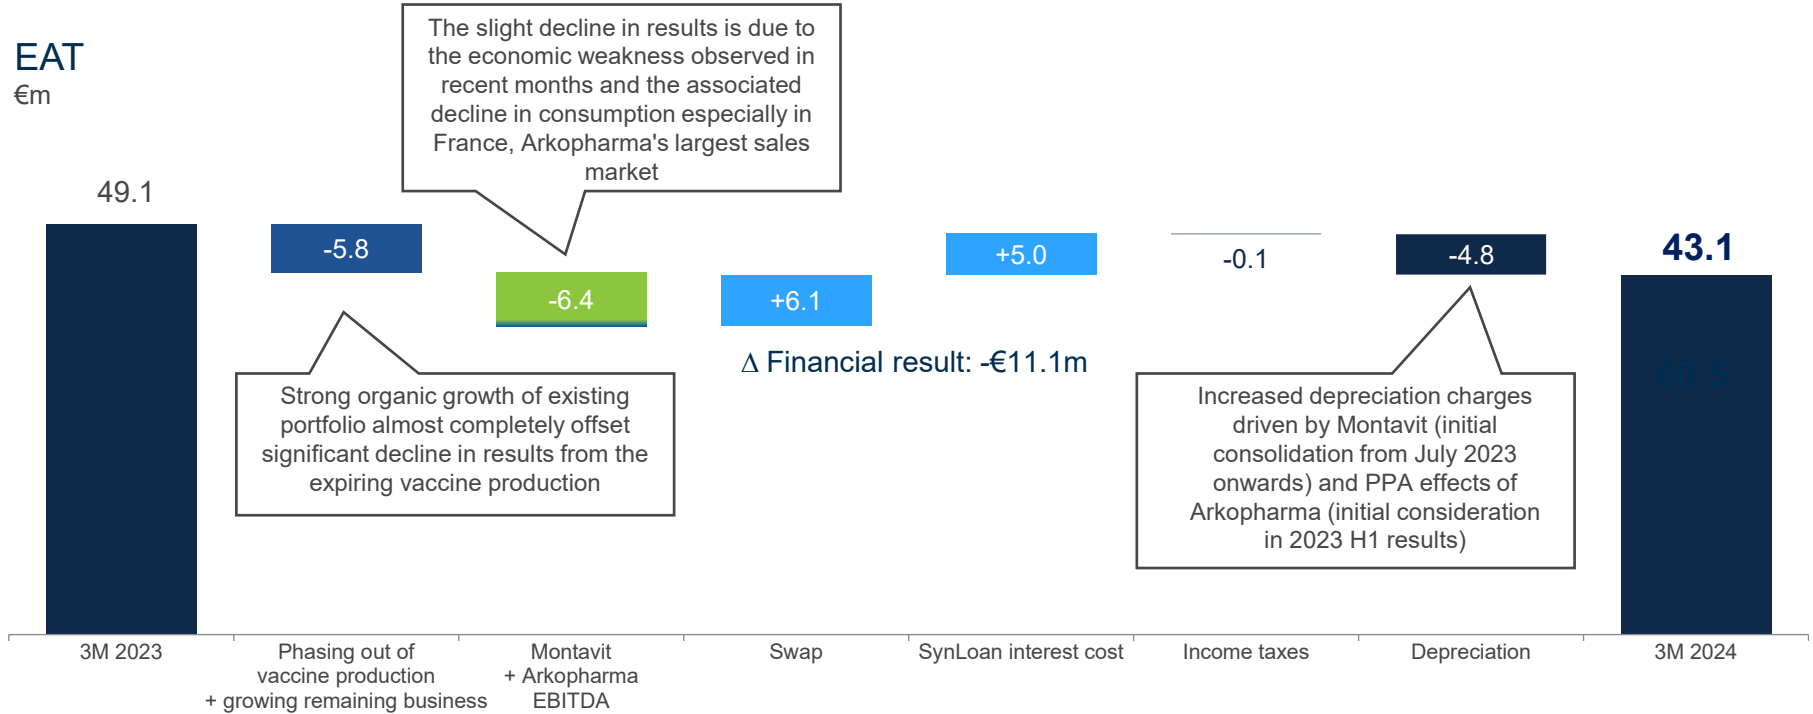 EAT
€m
The slight decline in results is due to
the economic weakness observed in
recent months and the associated
decline in consumption especially in
France, Arkopharma's largest sales
market
49.1
-5.8
-6.4
+6.1
+5.0
-0.1
-4.8
43.1
60.5
∆ Financial result: -€11.1m
Strong organic growth of existing
portfolio almost completely offset
significant decline in results from the
expiring vaccine production
Increased depreciation charges
driven by Montavit (initial
consolidation from July 2023
onwards) and PPA effects of
Arkopharma (initial consideration
in 2023 H1 results)
3M 2023
Phasing out of
vaccine production
+ growing remaining business
Montavit
+ Arkopharma
EBITDA
Swap
SynLoan interest cost
Income taxes
Depreciation
3M 2024